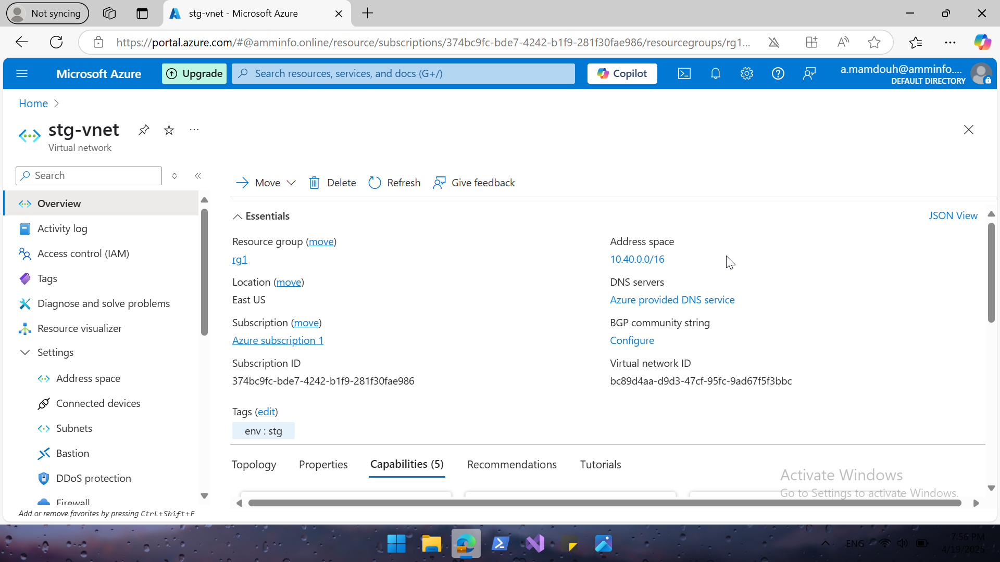 Not syncing
stg-vnet - Microsoft Azure
https://portal.azure.com/#@amminfo.online/resource/subscriptions/374bc9fc-bde7-4242-b1f9-281f30fae986/resourcegroups/rg1...
Microsoft Azure
Upgrade
Search resources, services, and docs (G+/)
Copilot
a.mamdouh@amminfo....
DEFAULT DIRECTORY
Home
stg-vnet
Virtual network
Search
Move
Delete
Refresh
Give feedback
Overview
Activity log
Access control (IAM)
Tags
Diagnose and solve problems
Resource visualizer
Settings
Address space
Connected devices
Subnets
Bastion
DDoS protection
Firewall
Add or remove favorites by pressing Ctrl+Shift+F
Essentials
JSON View
Resource group (move)
rg1
Location (move)
East US
Subscription (move)
Azure subscription 1
Subscription ID
374bc9fc-bde7-4242-b1f9-281f30fae986
Address space
10.40.0.0/16
DNS servers
Azure provided DNS service
BGP community string
Configure
Virtual network ID
bc89d4aa-d9d3-47cf-95fc-9ad67f5f3bbc
Tags (edit)
env : stg
Topology
Properties
Capabilities (5)
Recommendations
Tutorials
Activate Windows
Go to Settings to activate Windows.
ENG
7:56 PM
4/19/2025